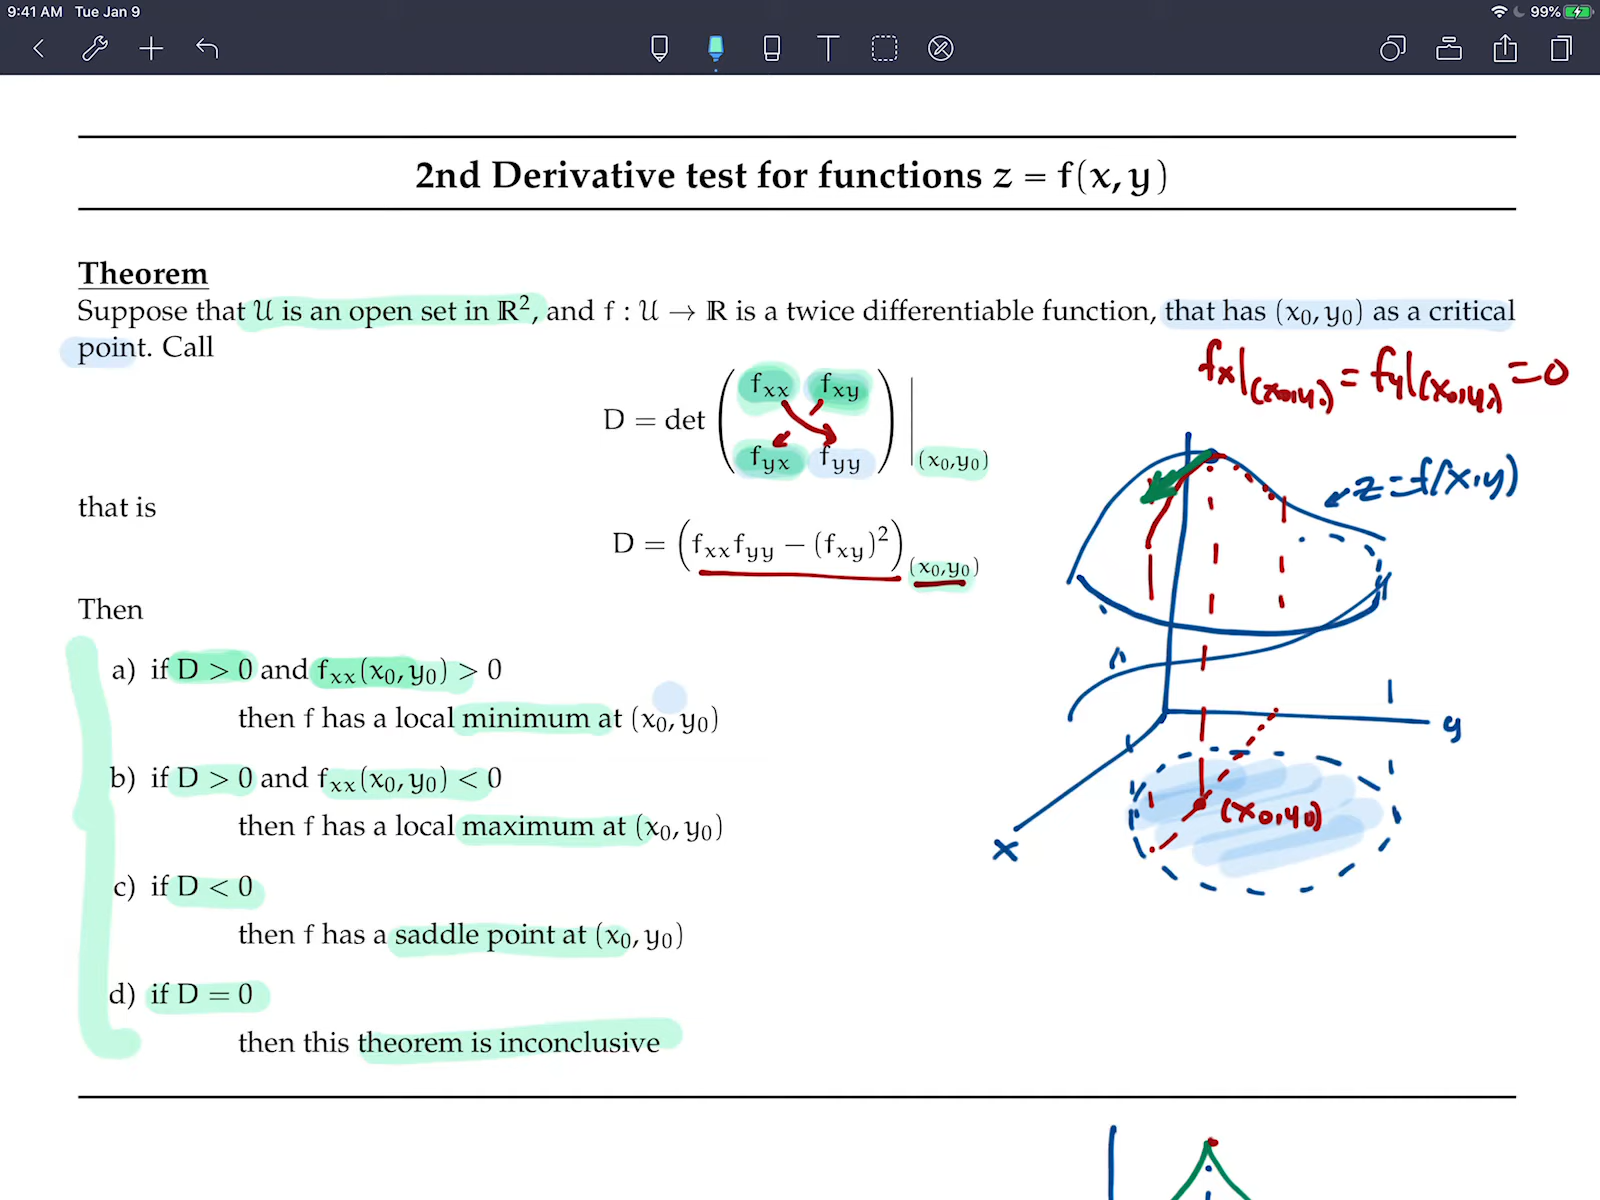 9:41 AM Tue Jan 9
99%
T
2nd Derivative test for functions z = f(x, y)
Theorem
Suppose that 𝒰 is an open set in ℝ², and f : 𝒰 → ℝ is a twice differentiable function, that has (x₀, y₀) as a critical
point. Call
fx|(x₀,y₀) = fy|(x₀,y₀) = 0
D = det ( fₓₓ fₓy
fyₓ fyy ) |(x₀,y₀)
z = f(x,y)
that is
D = (fₓₓfyy − (fₓy)²)(x₀,y₀)
Then
a) if D > 0 and fₓₓ(x₀, y₀) > 0
then f has a local minimum at (x₀, y₀)
y
b) if D > 0 and fₓₓ(x₀, y₀) < 0
(x₀,y₀)
then f has a local maximum at (x₀, y₀)
x
c) if D < 0
then f has a saddle point at (x₀, y₀)
d) if D = 0
then this theorem is inconclusive